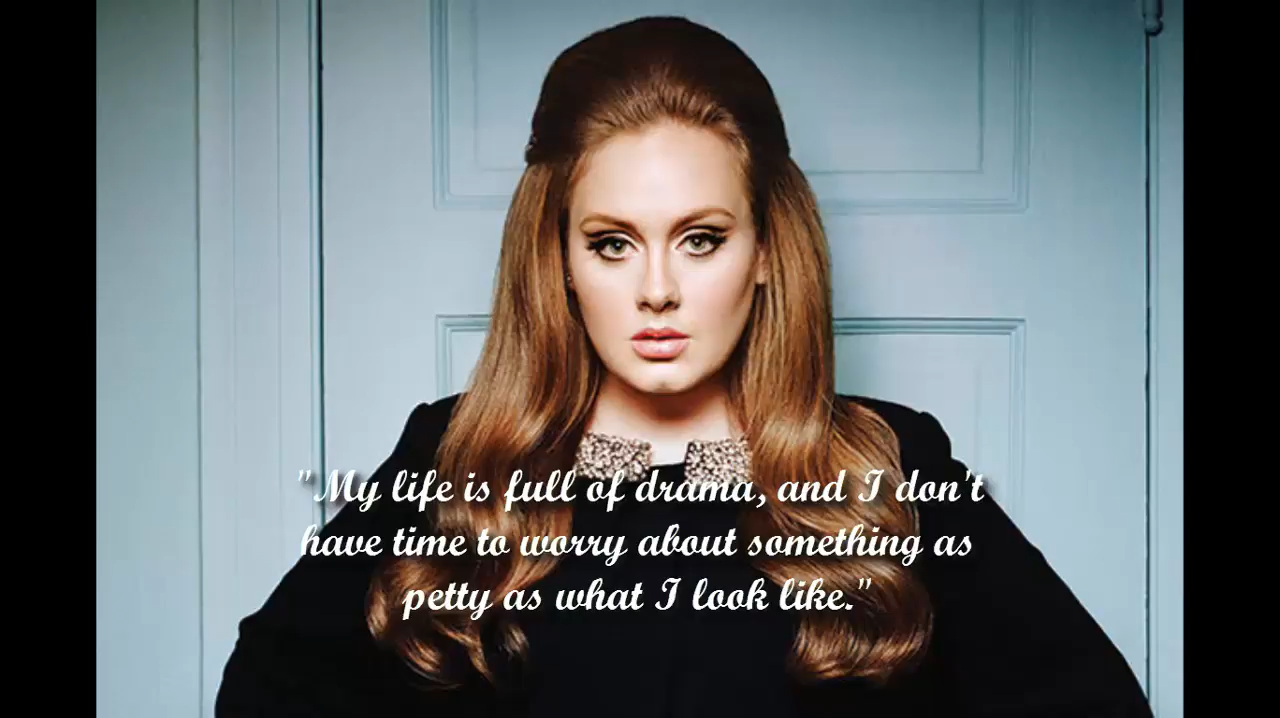 "My life is full of drama, and I don't
have time to worry about something as
petty as what I look like."